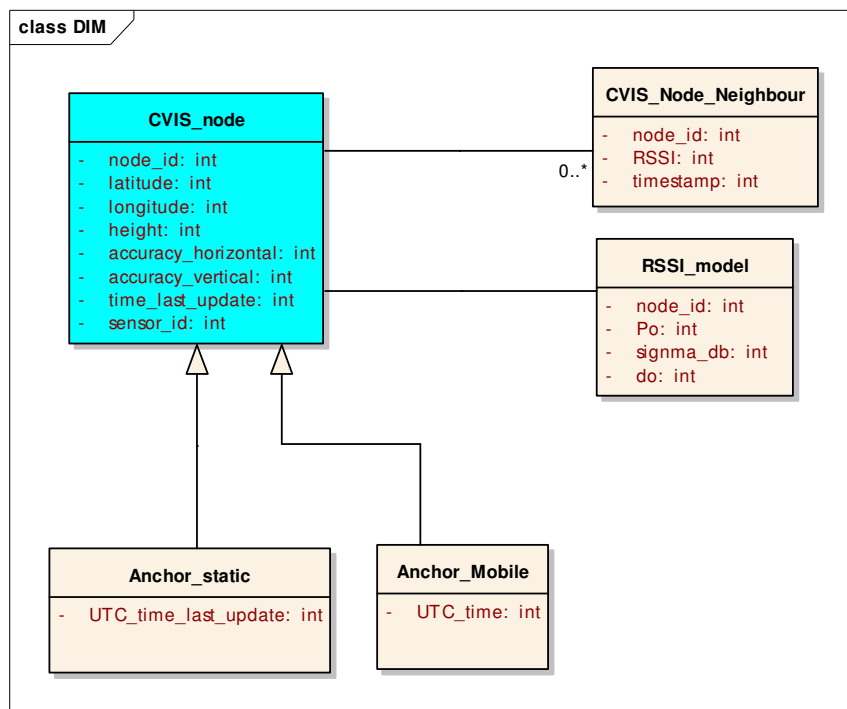 class DIM
CVIS_node
- node_id: int
- latitude: int
- longitude: int
- height: int
- accuracy_horizontal: int
- accuracy_vertical: int
- time_last_update: int
- sensor_id: int
CVIS_Node_Neighbour
- node_id: int
- RSSI: int
- timestamp: int
0..*
RSSI_model
- node_id: int
- Po: int
- signma_db: int
- do: int
Anchor_static
- UTC_time_last_update: int
Anchor_Mobile
- UTC_time: int